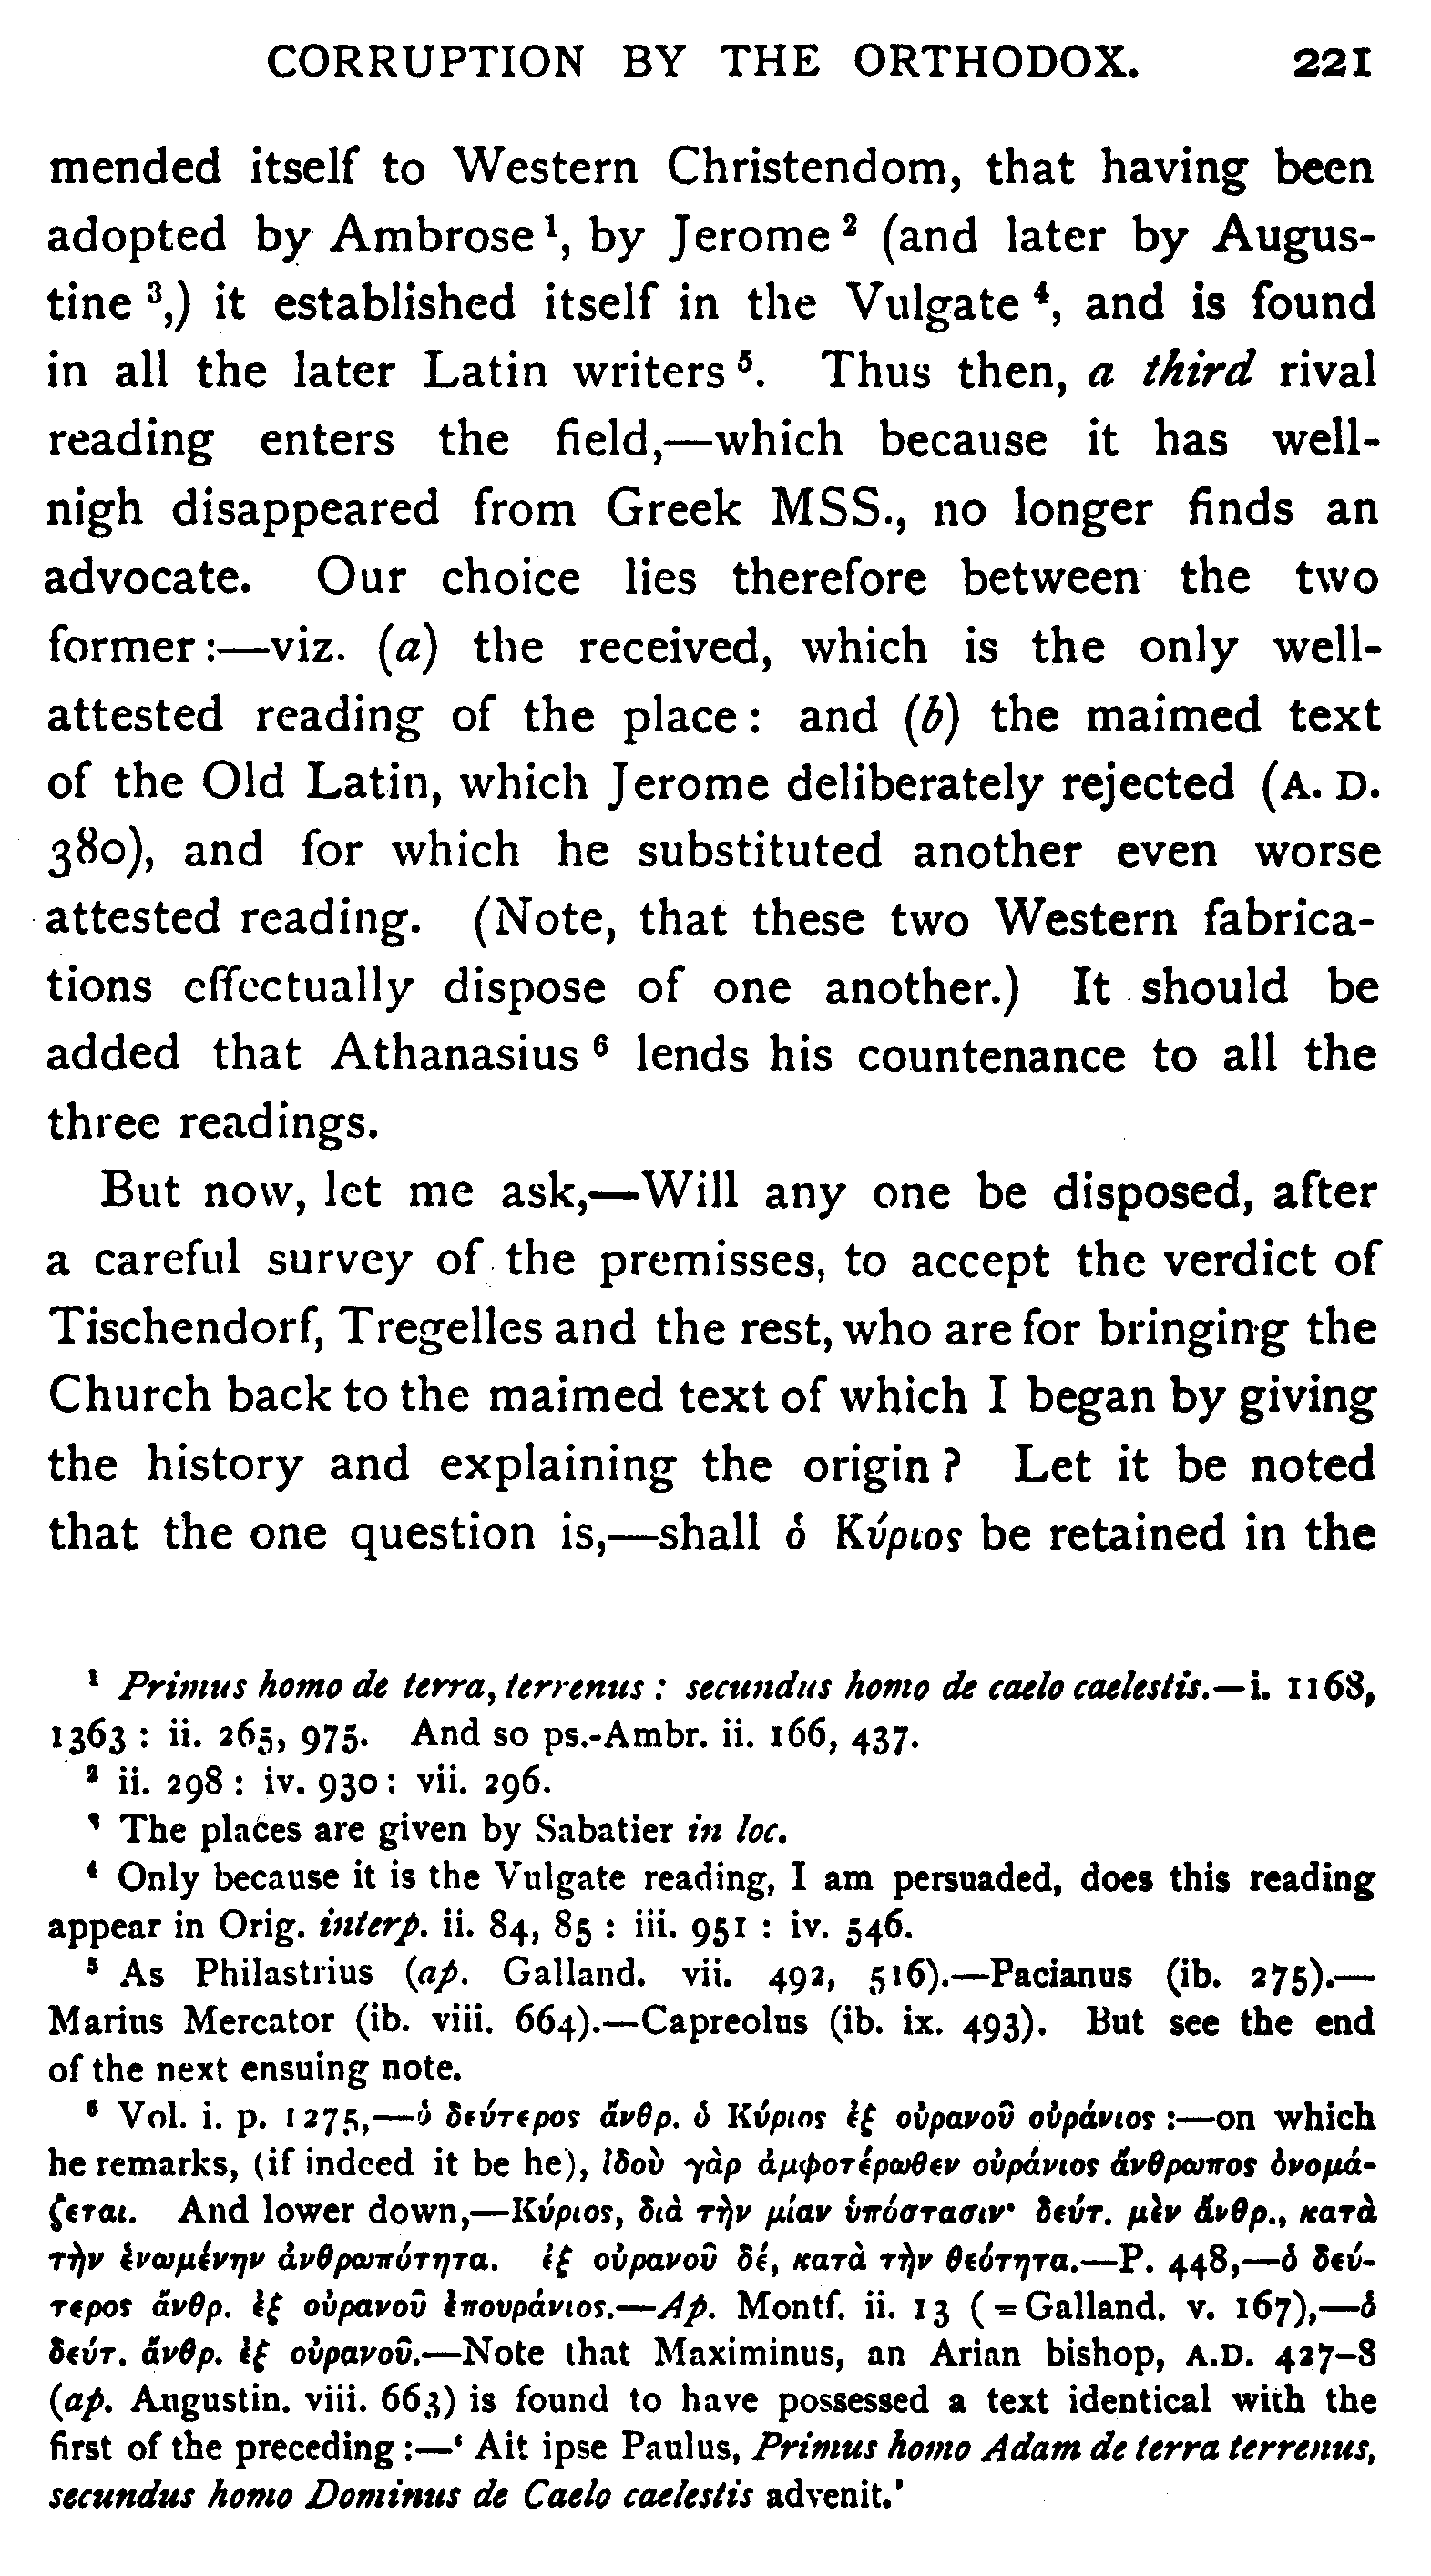 CORRUPTION BY THE ORTHODOX. 221
mended itself to Western Christendom, that having been
adopted by Ambrose ¹, by Jerome ² (and later by Augus-
tine ³,) it established itself in the Vulgate ⁴, and is found
in all the later Latin writers ⁵. Thus then, a third rival
reading enters the field,—which because it has well-
nigh disappeared from Greek MSS., no longer finds an
advocate. Our choice lies therefore between the two
former :—viz. (a) the received, which is the only well-
attested reading of the place : and (b) the maimed text
of the Old Latin, which Jerome deliberately rejected (A. D.
380), and for which he substituted another even worse
attested reading. (Note, that these two Western fabrica-
tions effectually dispose of one another.) It should be
added that Athanasius ⁶ lends his countenance to all the
three readings.
But now, let me ask,—Will any one be disposed, after
a careful survey of the premisses, to accept the verdict of
Tischendorf, Tregelles and the rest, who are for bringing the
Church back to the maimed text of which I began by giving
the history and explaining the origin ? Let it be noted
that the one question is,—shall ὁ Κύριος be retained in the
¹ Primus homo de terra, terrenus : secundus homo de caelo caelestis.—i. 1168,
1363 : ii. 265, 975. And so ps.-Ambr. ii. 166, 437.
² ii. 298 : iv. 930 : vii. 296.
³ The places are given by Sabatier in loc.
⁴ Only because it is the Vulgate reading, I am persuaded, does this reading
appear in Orig. interp. ii. 84, 85 : iii. 951 : iv. 546.
⁵ As Philastrius (ap. Galland. vii. 492, 516).—Pacianus (ib. 275).—
Marius Mercator (ib. viii. 664).—Capreolus (ib. ix. 493). But see the end
of the next ensuing note.
⁶ Vol. i. p. 1275,—ὁ δεύτερος ἄνθρ. ὁ Κύριος ἐξ οὐρανοῦ οὐράνιος :—on which
he remarks, (if indeed it be he), ἰδοὺ γὰρ ἀμφοτέρωθεν οὐράνιος ἄνθρωπος ὀνομά-
ζεται. And lower down,—Κύριος, διὰ τὴν μίαν ὑπόστασιν· δεύτ. μὲν ἄνθρ., κατὰ
τὴν ἑνωμένην ἀνθρωπότητα. ἐξ οὐρανοῦ δέ, κατὰ τὴν θεότητα.—P. 448,—ὁ δεύ-
τερος ἄνθρ. ἐξ οὐρανοῦ ἐπουράνιος.—Ap. Montf. ii. 13 (= Galland. v. 167),—ὁ
δεύτ. ἄνθρ. ἐξ οὐρανοῦ.—Note that Maximinus, an Arian bishop, A.D. 427–8
(ap. Augustin. viii. 663) is found to have possessed a text identical with the
first of the preceding :—‘ Ait ipse Paulus, Primus homo Adam de terra terrenus,
secundus homo Dominus de Caelo caelestis advenit.’